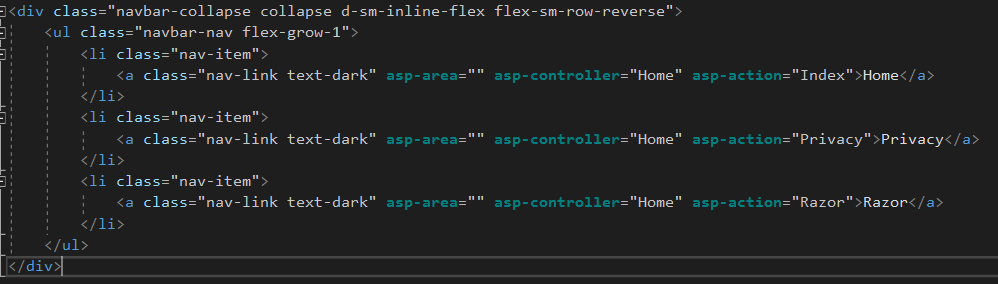 <div class="navbar-collapse collapse d-sm-inline-flex flex-sm-row-reverse">
<ul class="navbar-nav flex-grow-1">
<li class="nav-item">
<a class="nav-link text-dark" asp-area="" asp-controller="Home" asp-action="Index">Home</a>
</li>
<li class="nav-item">
<a class="nav-link text-dark" asp-area="" asp-controller="Home" asp-action="Privacy">Privacy</a>
</li>
<li class="nav-item">
<a class="nav-link text-dark" asp-area="" asp-controller="Home" asp-action="Razor">Razor</a>
</li>
</ul>
</div>